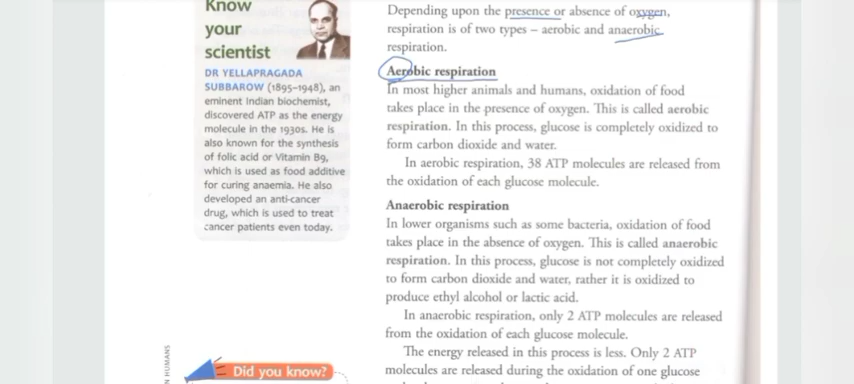 Know
your
scientist
DR YELLAPRAGADA
SUBBAROW (1895–1948), an
eminent Indian biochemist,
discovered ATP as the energy
molecule in the 1930s. He is
also known for the synthesis
of folic acid or Vitamin B9,
which is used as food additive
for curing anaemia. He also
developed an anti-cancer
drug, which is used to treat
cancer patients even today.
Depending upon the presence or absence of oxygen,
respiration is of two types – aerobic and anaerobic
respiration.
Aerobic respiration
In most higher animals and humans, oxidation of food
takes place in the presence of oxygen. This is called aerobic
respiration. In this process, glucose is completely oxidized to
form carbon dioxide and water.
In aerobic respiration, 38 ATP molecules are released from
the oxidation of each glucose molecule.
Anaerobic respiration
In lower organisms such as some bacteria, oxidation of food
takes place in the absence of oxygen. This is called anaerobic
respiration. In this process, glucose is not completely oxidized
to form carbon dioxide and water, rather it is oxidized to
produce ethyl alcohol or lactic acid.
In anaerobic respiration, only 2 ATP molecules are released
from the oxidation of each glucose molecule.
The energy released in this process is less. Only 2 ATP
molecules are released during the oxidation of one glucose
Did you know?
N HUMANS